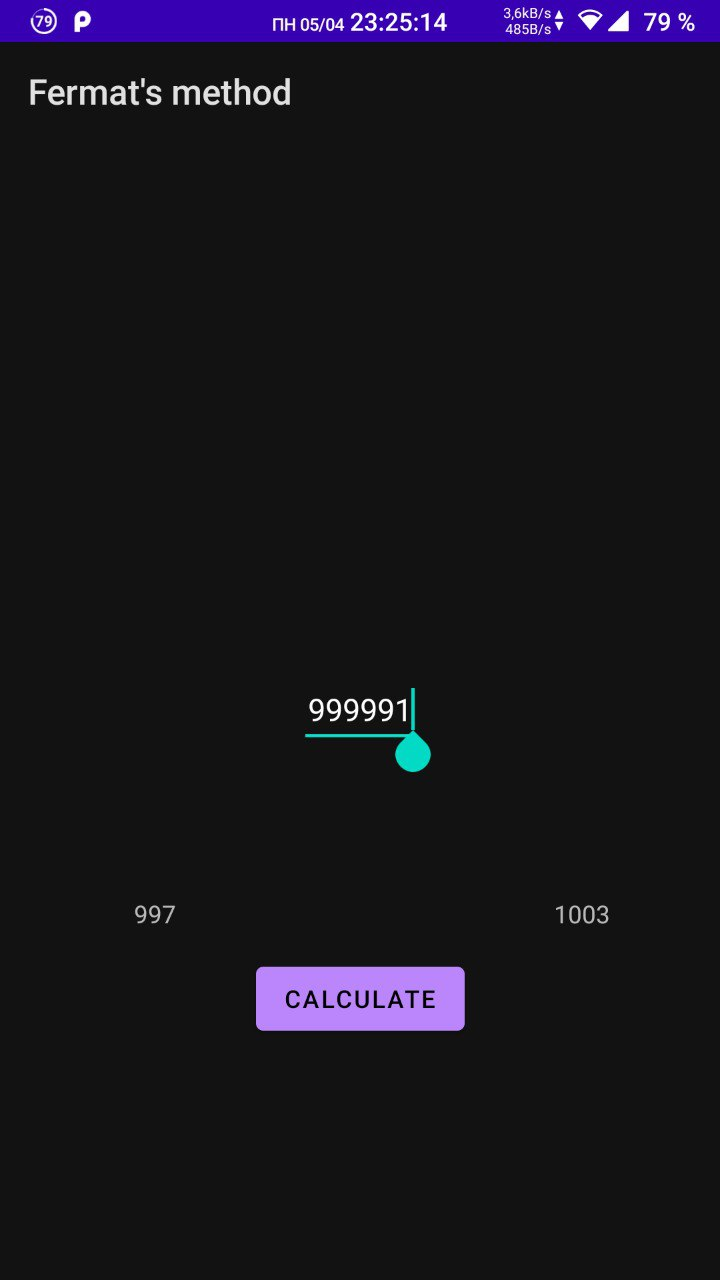 79 P ПН 05/04 23:25:14 3,6kB/s 79 %
485B/s
Fermat's method
999991
997 1003
CALCULATE